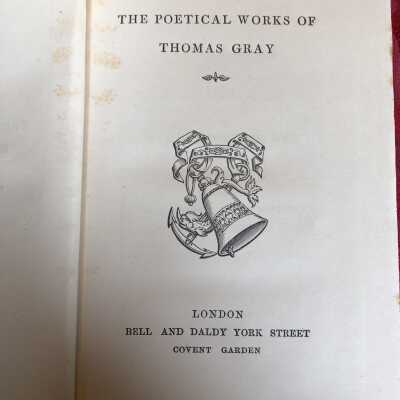 THE POETICAL WORKS OF
THOMAS GRAY
LONDON
BELL AND DALDY YORK STREET
COVENT GARDEN